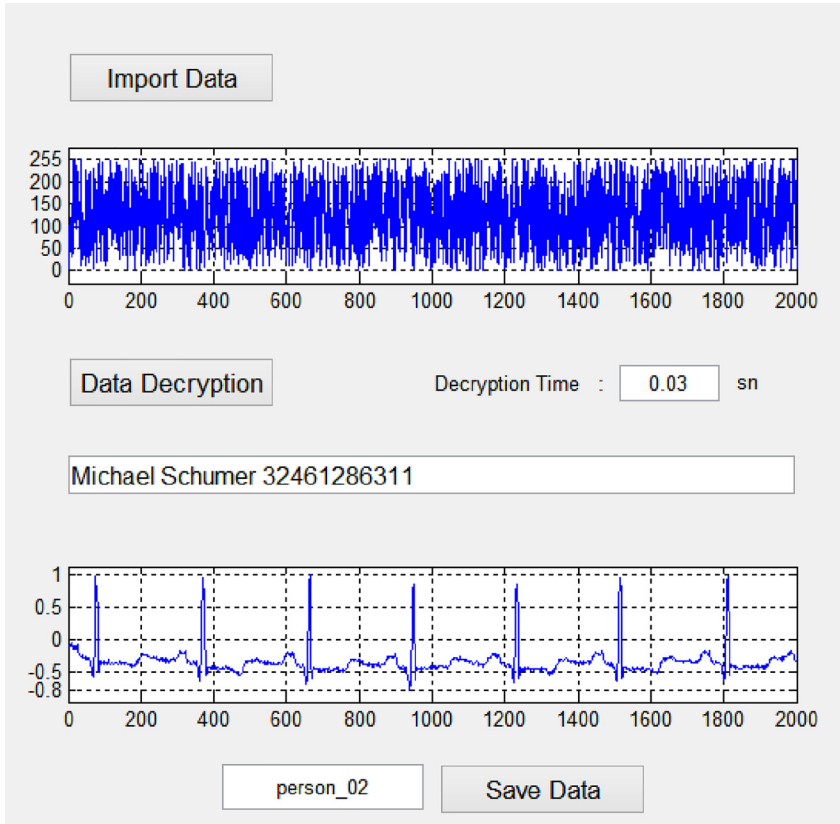 Import Data
255
200
150
100
50
0
0 200 400 600 800 1000 1200 1400 1600 1800 2000
Data Decryption Decryption Time : 0.03 sn
Michael Schumer 32461286311
1
0.5
0
-0.5
-0.8
0 200 400 600 800 1000 1200 1400 1600 1800 2000
person_02 Save Data